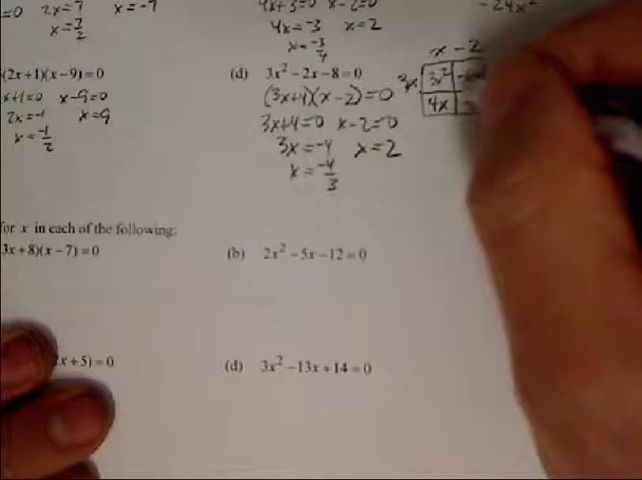 =0 2x=7 x=-7
x=7/2
4x+3=0 x-2=0
4x=-3 x=2
x=-3/4
-24x²
(2x+1)(x−9)=0
x+1=0 x-9=0
2x=-1 x=9
x=-1/2
(d) 3x²−2x−8=0
(3x+4)(x-2)=0
3x+4=0 x-2=0
3x=-4 x=2
x=-4/3
x -2
3x 3x²
4x
for x in each of the following:
3x+8)(x−7)=0
(b) 2x²−5x−12=0
2x+5)=0
(d) 3x²−13x+14=0